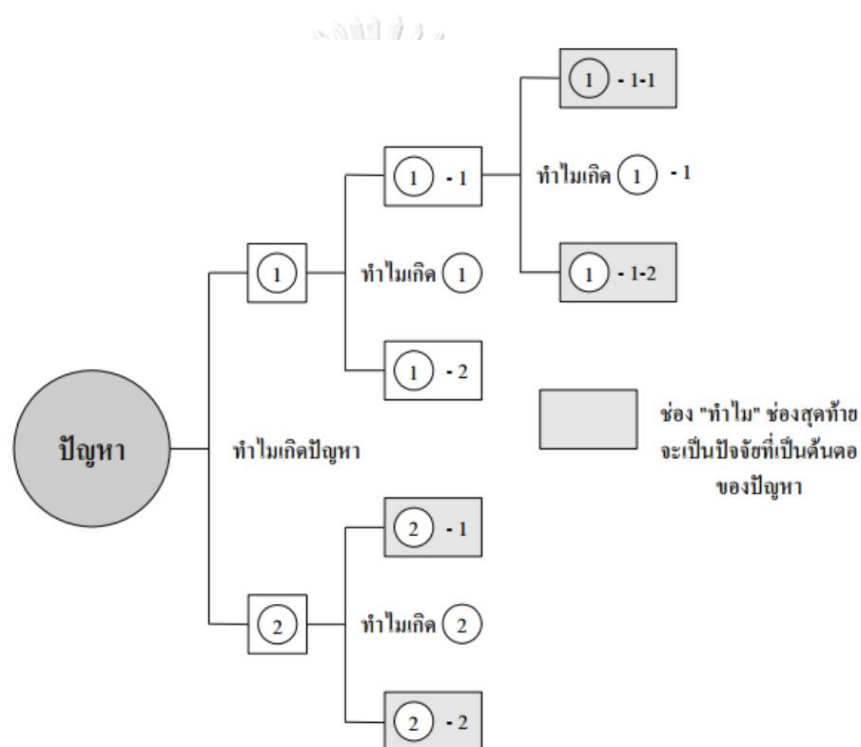 ① - 1-1
① - 1
ทำไมเกิด ① - 1
①
ทำไมเกิด ①
① - 1-2
① - 2
ช่อง "ทำไม" ช่องสุดท้าย
จะเป็นปัจจัยที่เป็นต้นตอ
ของปัญหา
ปัญหา
ทำไมเกิดปัญหา
② - 1
②
ทำไมเกิด ②
② - 2